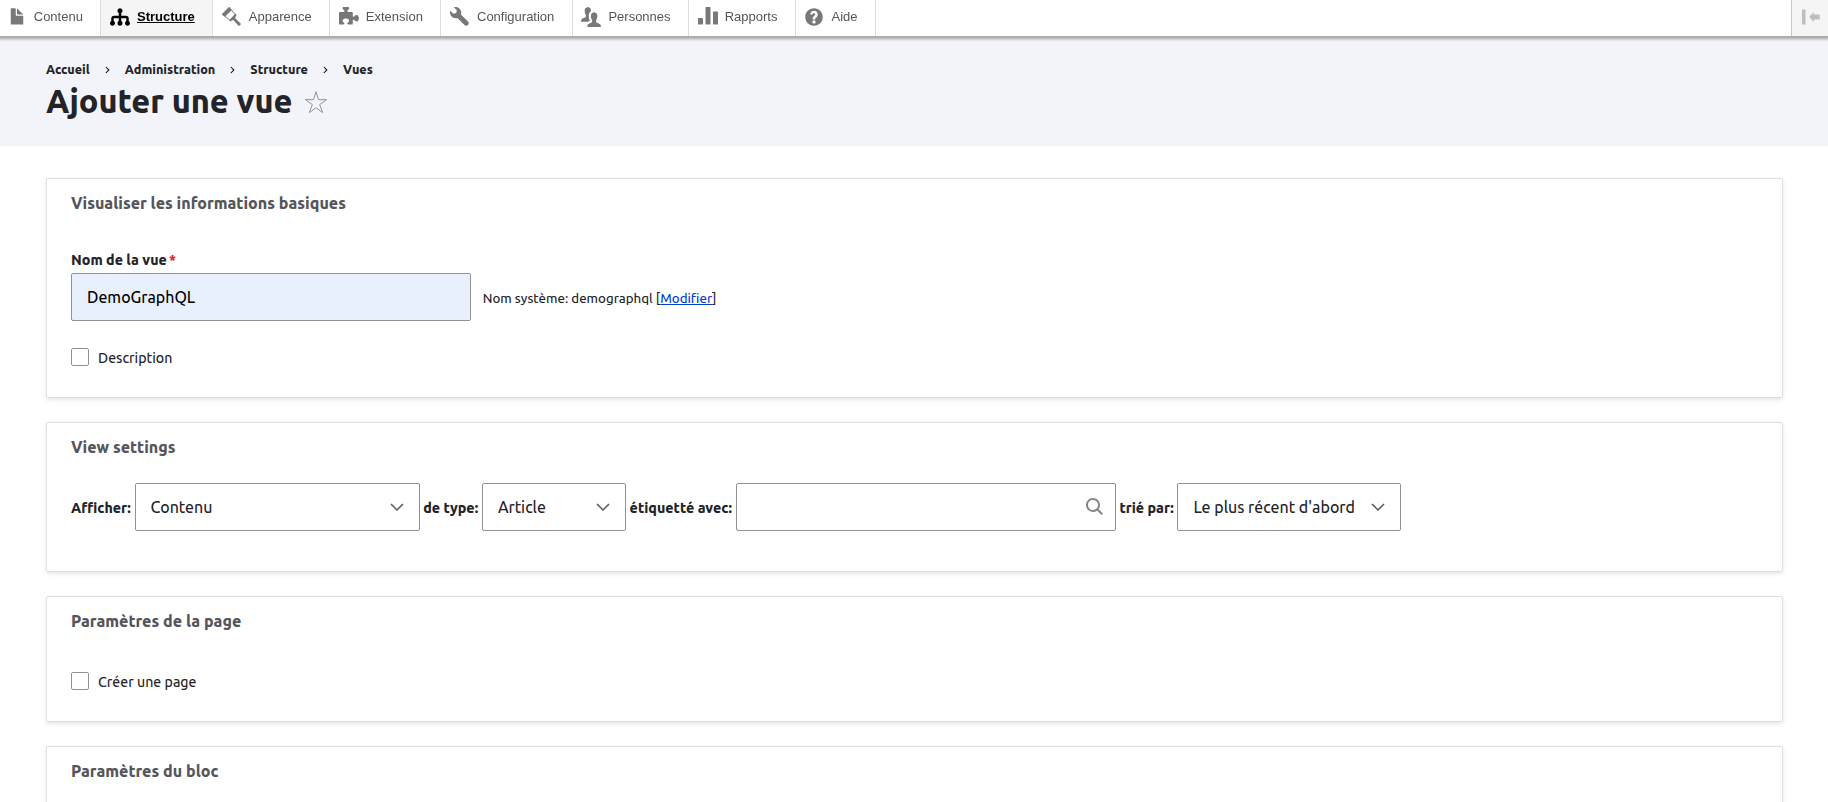 Contenu Structure Apparence Extension Configuration Personnes Rapports Aide
Accueil › Administration › Structure › Vues
Ajouter une vue
Visualiser les informations basiques
Nom de la vue *
DemoGraphQL Nom système: demographql [Modifier]
Description
View settings
Afficher: Contenu de type: Article étiquetté avec: trié par: Le plus récent d'abord
Paramètres de la page
Créer une page
Paramètres du bloc